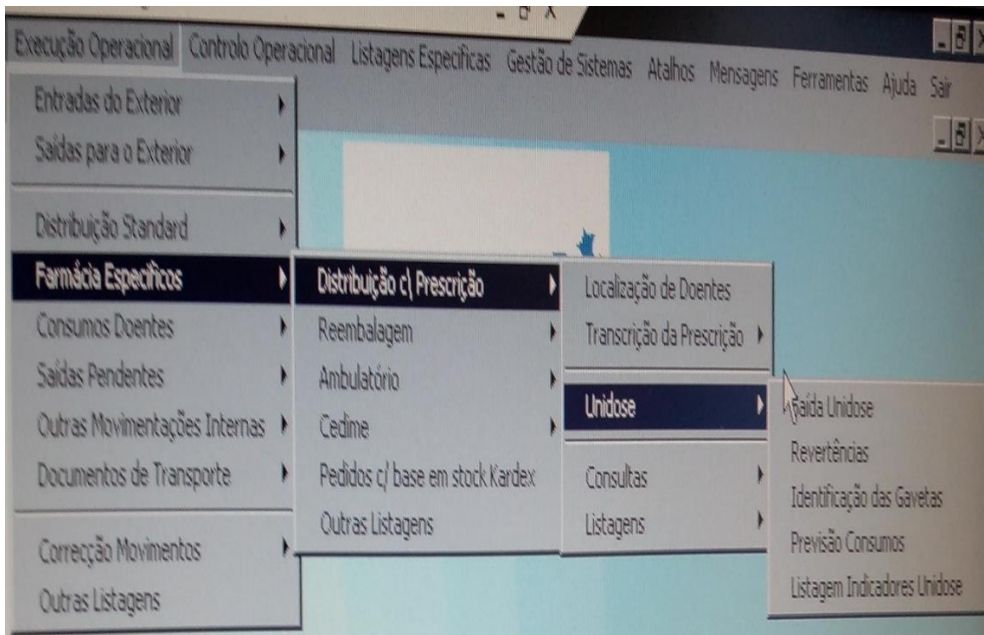 Execução Operacional Controlo Operacional Listagens Especificas Gestão de Sistemas Atalhos Mensagens Ferramentas Ajuda Sair
Entradas do Exterior
Saídas para o Exterior
Distribuição Standard
Farmácia Especificos
Consumos Doentes
Saídas Pendentes
Outras Movimentações Internas
Documentos de Transporte
Correcção Movimentos
Outras Listagens
Distribuição c\ Prescrição
Reembalagem
Ambulatório
Cedime
Pedidos c/ base em stock Kardex
Outras Listagens
Localização de Doentes
Transcrição da Prescrição
Unidose
Consultas
Listagens
Saída Unidose
Revertências
Identificação das Gavetas
Previsão Consumos
Listagem Indicadores Unidose